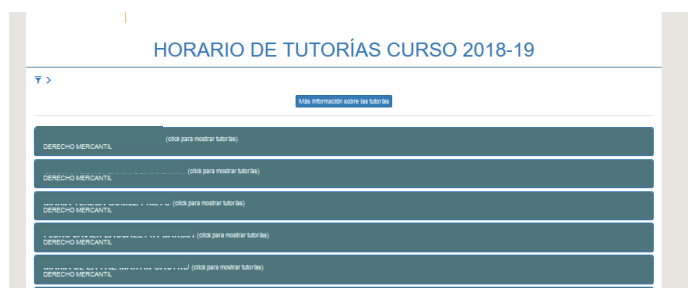 HORARIO DE TUTORÍAS CURSO 2018-19
Más información sobre las tutorías
(click para mostrar tutorías)
DERECHO MERCANTIL
(click para mostrar tutorías)
DERECHO MERCANTIL
(click para mostrar tutorías)
DERECHO MERCANTIL
(click para mostrar tutorías)
DERECHO MERCANTIL
(click para mostrar tutorías)
DERECHO MERCANTIL